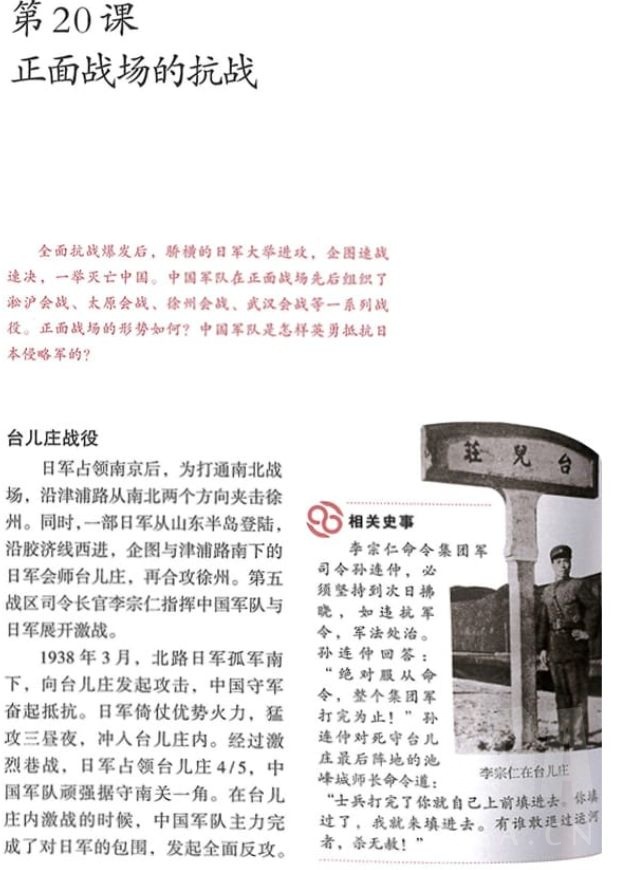 第20课
正面战场的抗战
全面抗战爆发后，骄横的日军大举进攻，企图速战
速决，一举灭亡中国。中国军队在正面战场先后组织了
淞沪会战、太原会战、徐州会战、武汉会战等一系列战
役。正面战场的形势如何？中国军队是怎样英勇抵抗日
本侵略军的？
台儿庄战役
日军占领南京后，为打通南北战
场，沿津浦路从南北两个方向夹击徐
州。同时，一部日军从山东半岛登陆，
沿胶济线西进，企图与津浦路南下的
日军会师台儿庄，再合攻徐州。第五
战区司令长官李宗仁指挥中国军队与
日军展开激战。
1938年3月，北路日军孤军南
下，向台儿庄发起攻击，中国守军
奋起抵抗。日军倚仗优势火力，猛
攻三昼夜，冲入台儿庄内。经过激
烈巷战，日军占领台儿庄4/5，中
国军队顽强据守南关一角。在台儿
庄内激战的时候，中国军队主力完
成了对日军的包围，发起全面反攻。
相关史事
李宗仁命令集团军
司令孙连仲，必
须坚持到次日拂
晓，如违抗军
令，军法处治。
孙连仲回答：
“绝对服从命
令，整个集团军
打完为止！”孙
连仲对死守台儿
庄最后阵地的池
峰城师长命令道：
“士兵打完了你就自己上前填进去。你填
过了，我就来填进去。有谁敢退过运河
者，杀无赦！”
莊兒台
李宗仁在台儿庄